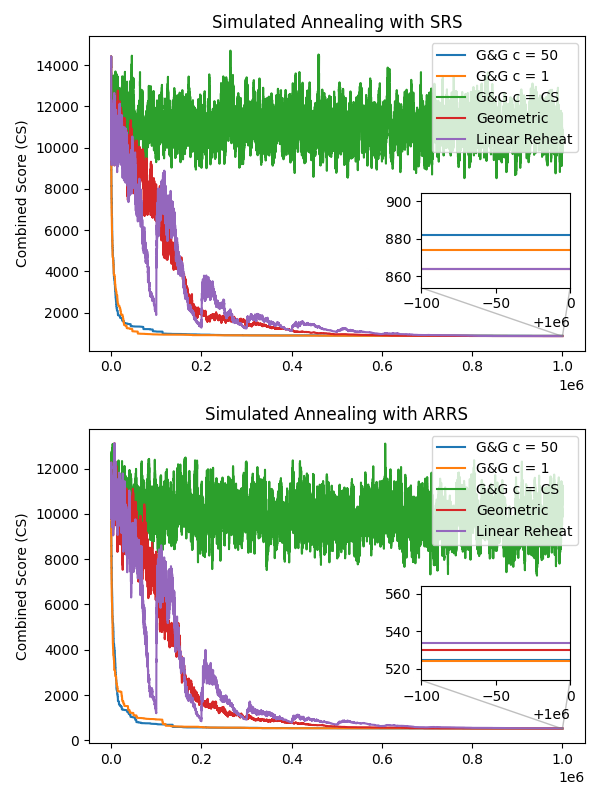 Simulated Annealing with SRS
Combined Score (CS)
14000
12000
10000
8000
6000
4000
2000
G&G c = 50
G&G c = 1
G&G c = CS
Geometric
Linear Reheat
900
880
860
−100
−50
0
+1e6
0.0
0.2
0.4
0.6
0.8
1.0
1e6
Simulated Annealing with ARRS
Combined Score (CS)
12000
10000
8000
6000
4000
2000
0
G&G c = 50
G&G c = 1
G&G c = CS
Geometric
Linear Reheat
560
540
520
−100
−50
0
+1e6
0.0
0.2
0.4
0.6
0.8
1.0
1e6